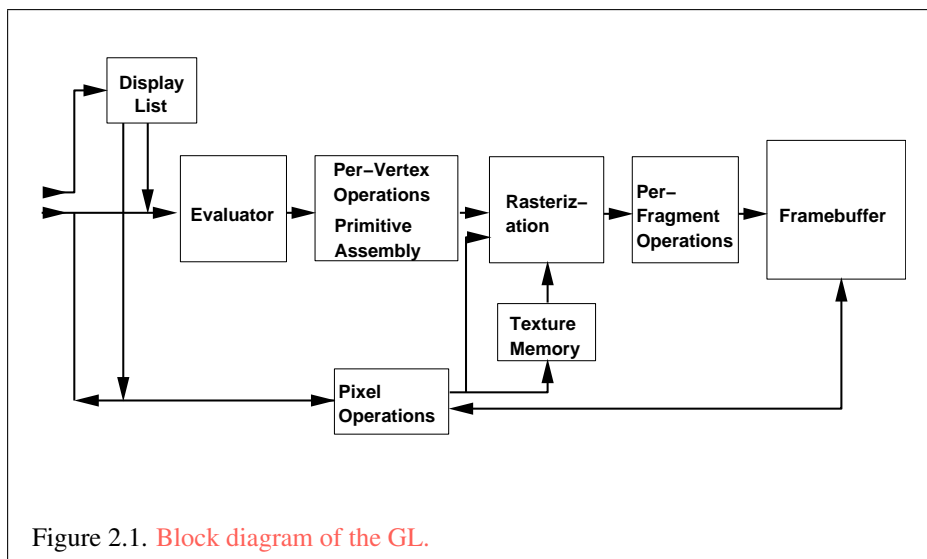 Display
List
Evaluator
Per−Vertex
Operations
Primitive
Assembly
Rasteriz−
ation
Per−
Fragment
Operations
Framebuffer
Texture
Memory
Pixel
Operations
Figure 2.1. Block diagram of the GL.